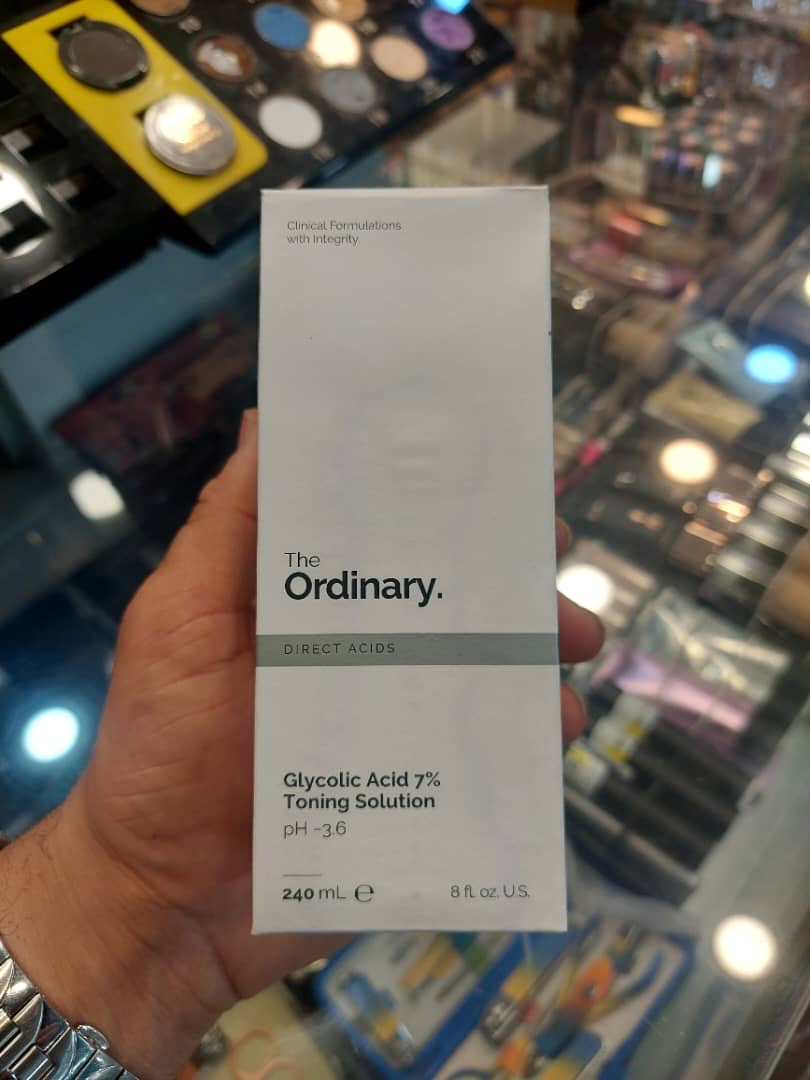 Clinical Formulations
with Integrity.
The
Ordinary.
DIRECT ACIDS
Glycolic Acid 7%
Toning Solution
pH ~3.6
240 mL ℮
8 fl. oz. U.S.